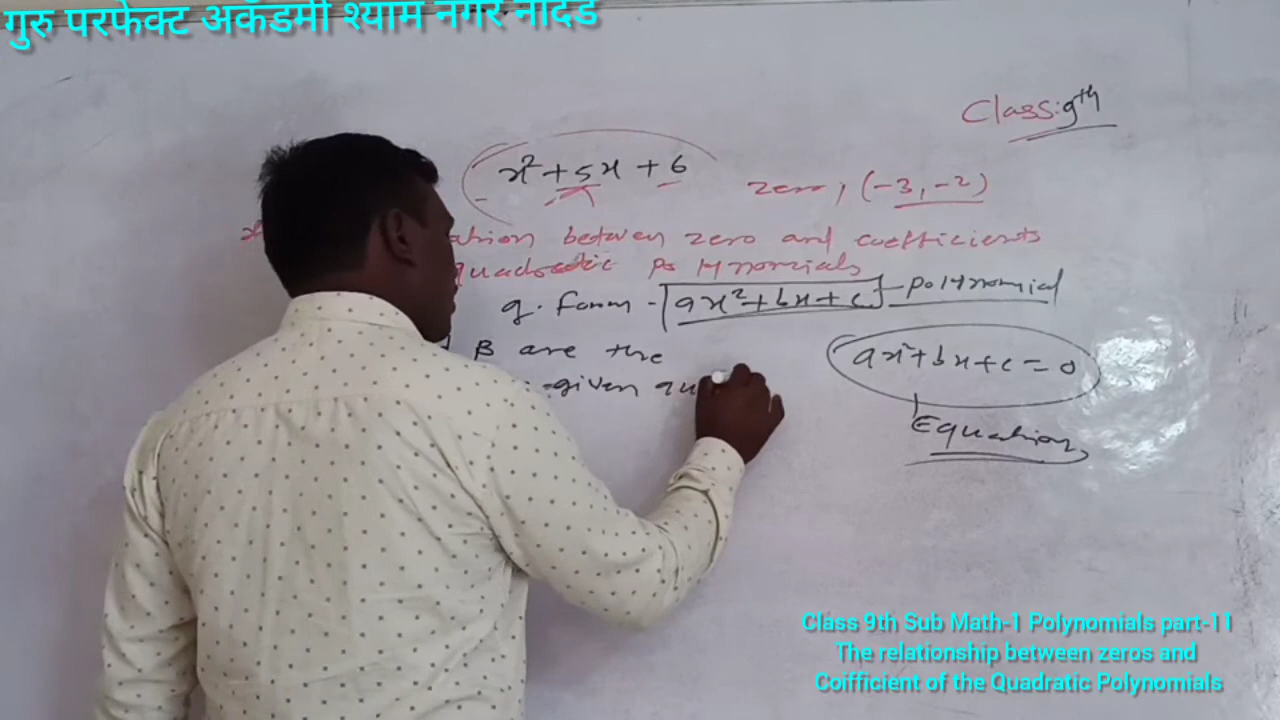 गुरु परफेक्ट अकॅडमी श्याम नगर नांदेड
Class:9th
x²+5x+6
zero, (-3,-2)
between zero and coefficients
quadratic polynomials
q. form - ax²+bx+c - polynomial
β are the
given qu
ax²+bx+c=0
Equation
Class 9th Sub Math-1 Polynomials part-11
The relationship between zeros and
Coifficient of the Quadratic Polynomials